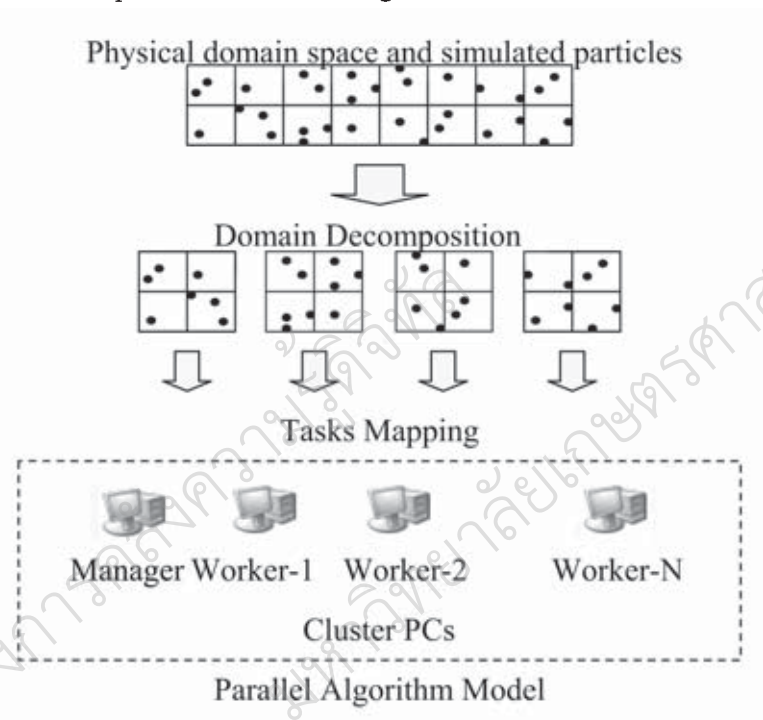 Physical domain space and simulated particles
Domain Decomposition
Tasks Mapping
Manager Worker-1 Worker-2 Worker-N
Cluster PCs
Parallel Algorithm Model